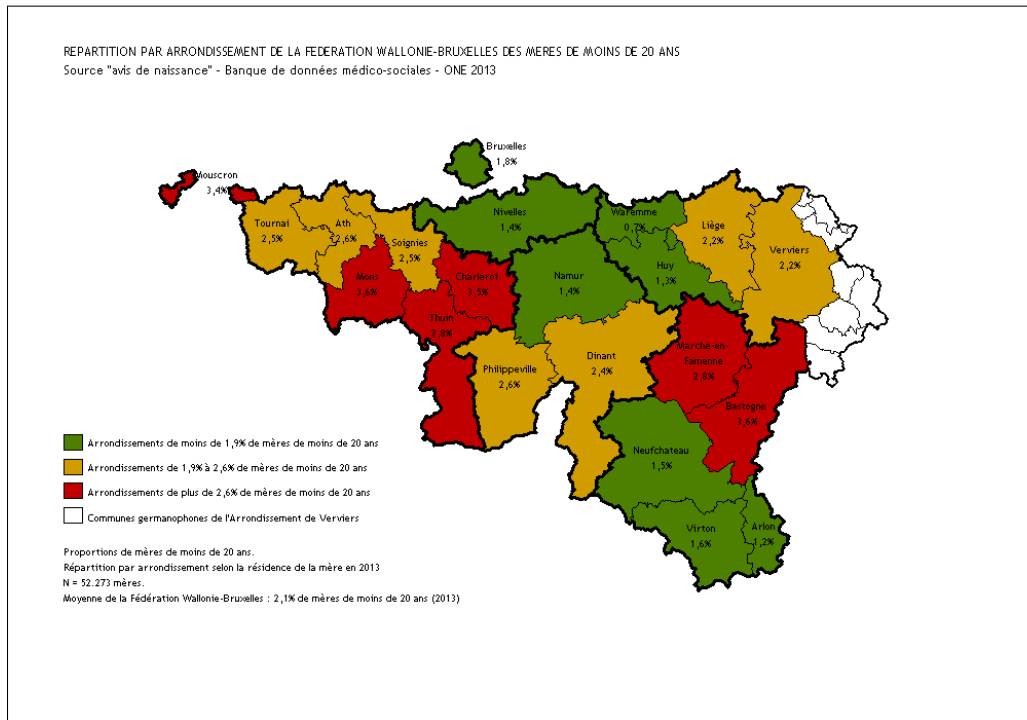 REPARTITION PAR ARRONDISSEMENT DE LA FEDERATION WALLONIE-BRUXELLES DES MERES DE MOINS DE 20 ANS
Source "avis de naissance" - Banque de données médico-sociales - ONE 2013
Bruxelles
1,8%
Mouscron
3,4%
Tournai
2,5%
Ath
2,6%
Soignies
2,5%
Nivelles
1,4%
Waremme
0,7%
Liège
2,2%
Verviers
2,2%
Huy
1,3%
Mons
3,6%
Charleroi
3,5%
Namur
1,4%
Thuin
2,8%
Philippeville
2,6%
Dinant
2,4%
Marche-en-
Famenne
2,8%
Bastogne
3,6%
Neufchateau
1,5%
Virton
1,6%
Arlon
1,2%
Arrondissements de moins de 1,9% de mères de moins de 20 ans
Arrondissements de 1,9% à 2,6% de mères de moins de 20 ans
Arrondissements de plus de 2,6% de mères de moins de 20 ans
Communes germanophones de l'Arrondissement de Verviers
Proportions de mères de moins de 20 ans.
Répartition par arrondissement selon la résidence de la mère en 2013
N = 52.273 mères.
Moyenne de la Fédération Wallonie-Bruxelles : 2,1% de mères de moins de 20 ans (2013)